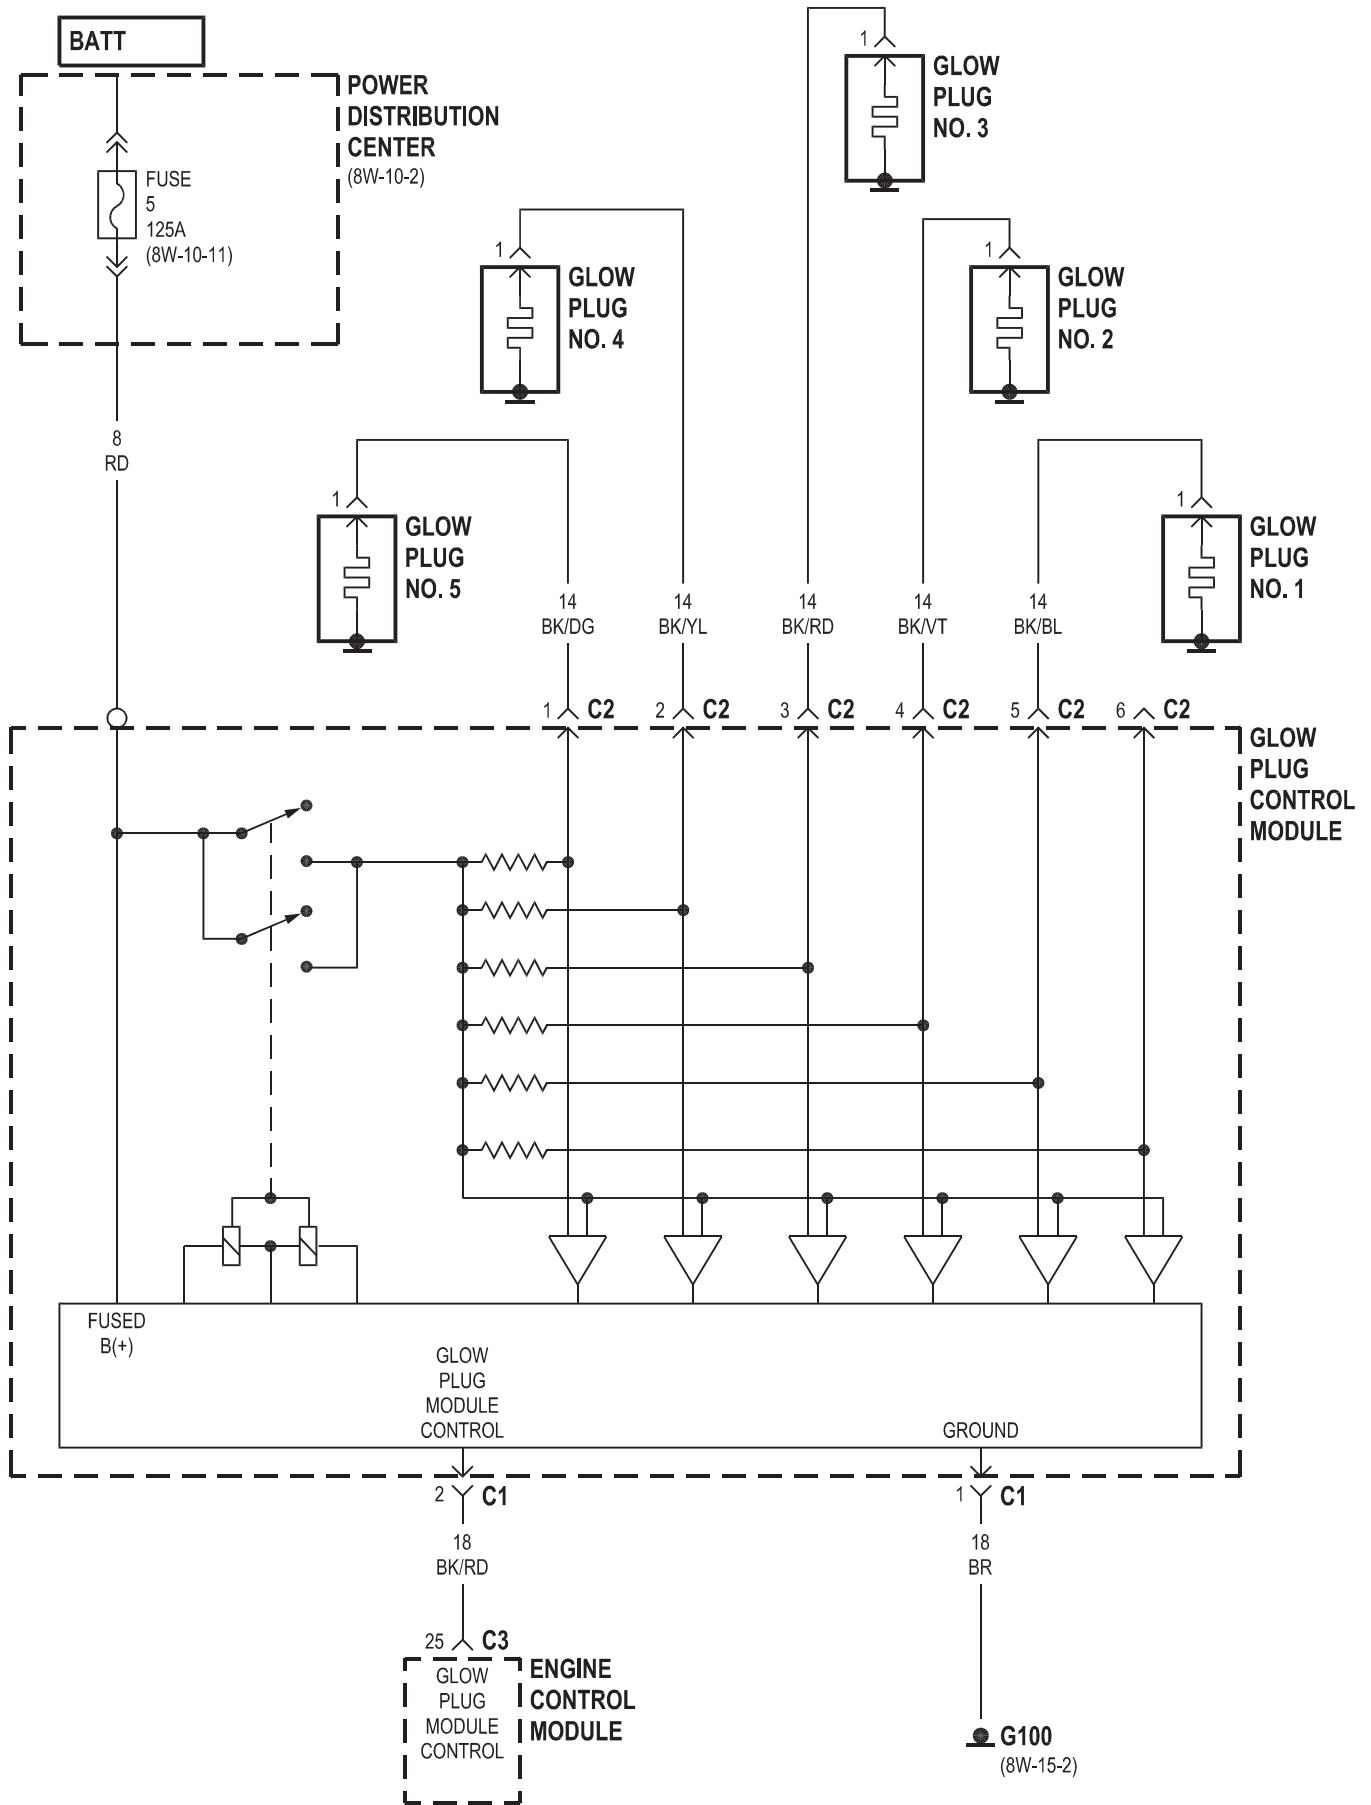 BATT
POWER
DISTRIBUTION
CENTER
(8W-10-2)
FUSE
5
125A
(8W-10-11)
1
GLOW
PLUG
NO. 3
1
GLOW
PLUG
NO. 4
1
GLOW
PLUG
NO. 2
8
RD
1
GLOW
PLUG
NO. 5
1
GLOW
PLUG
NO. 1
14
BK/DG
14
BK/YL
14
BK/RD
14
BK/VT
14
BK/BL
1 C2
2 C2
3 C2
4 C2
5 C2
6 C2
GLOW
PLUG
CONTROL
MODULE
FUSED
B(+)
GLOW
PLUG
MODULE
CONTROL
GROUND
2 C1
1 C1
18
BK/RD
18
BR
25 C3
GLOW
PLUG
MODULE
CONTROL
ENGINE
CONTROL
MODULE
G100
(8W-15-2)